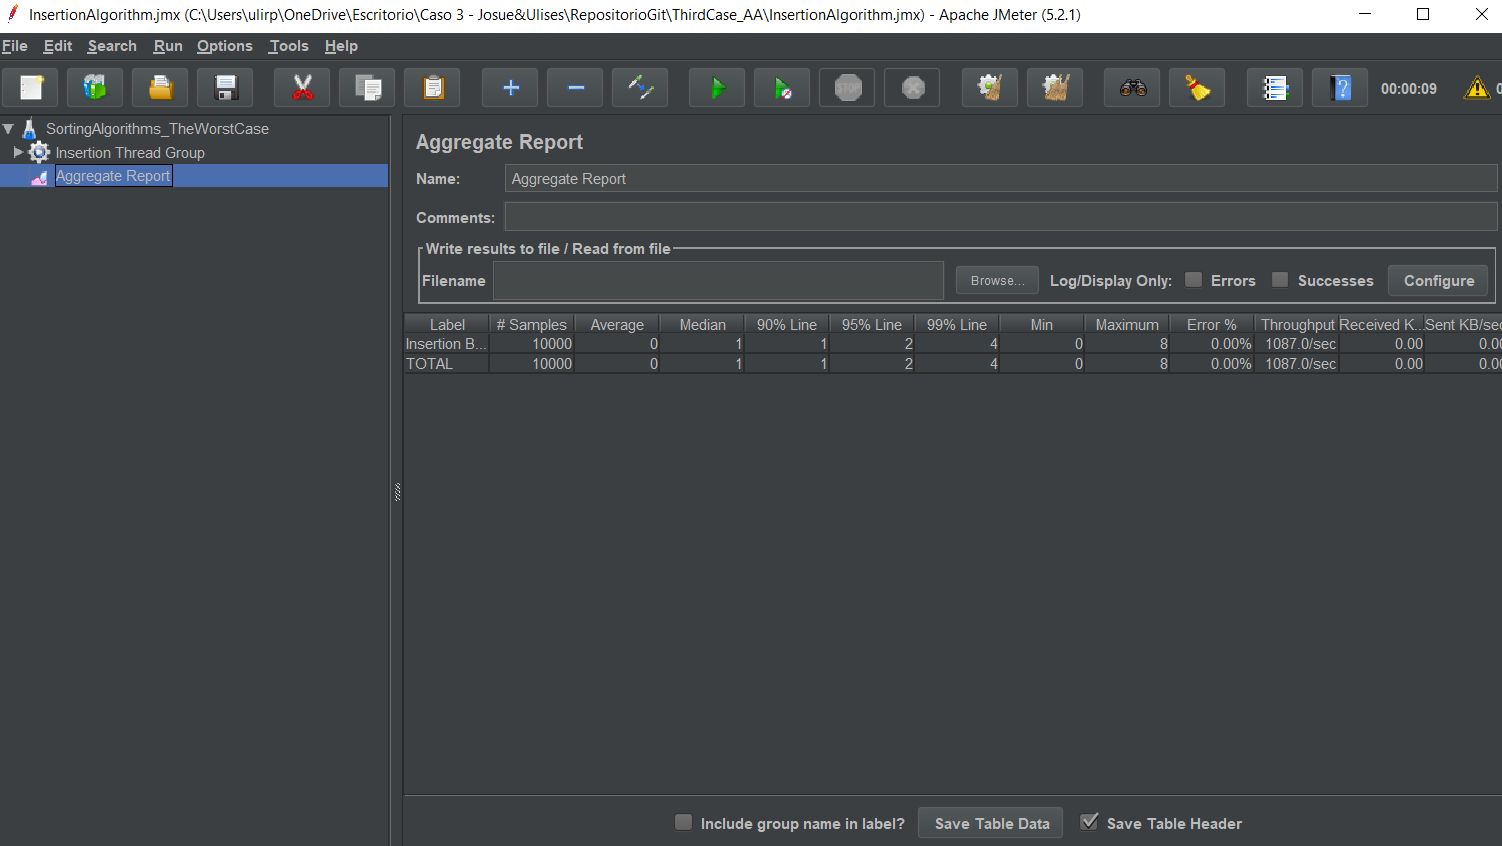 InsertionAlgorithm.jmx (C:\Users\ulirp\OneDrive\Escritorio\Caso 3 - Josue&Ulises\RepositorioGit\ThirdCase_AA\InsertionAlgorithm.jmx) - Apache JMeter (5.2.1)
File Edit Search Run Options Tools Help
STOP 00:00:09 0
SortingAlgorithms_TheWorstCase
Insertion Thread Group
Aggregate Report
Aggregate Report
Name: Aggregate Report
Comments:
Write results to file / Read from file
Filename Browse... Log/Display Only: Errors Successes Configure
Label # Samples Average Median 90% Line 95% Line 99% Line Min Maximum Error % Throughput Received K... Sent KB/sec
Insertion B... 10000 0 1 1 2 4 0 8 0.00% 1087.0/sec 0.00 0.00
TOTAL 10000 0 1 1 2 4 0 8 0.00% 1087.0/sec 0.00 0.00
Include group name in label? Save Table Data Save Table Header